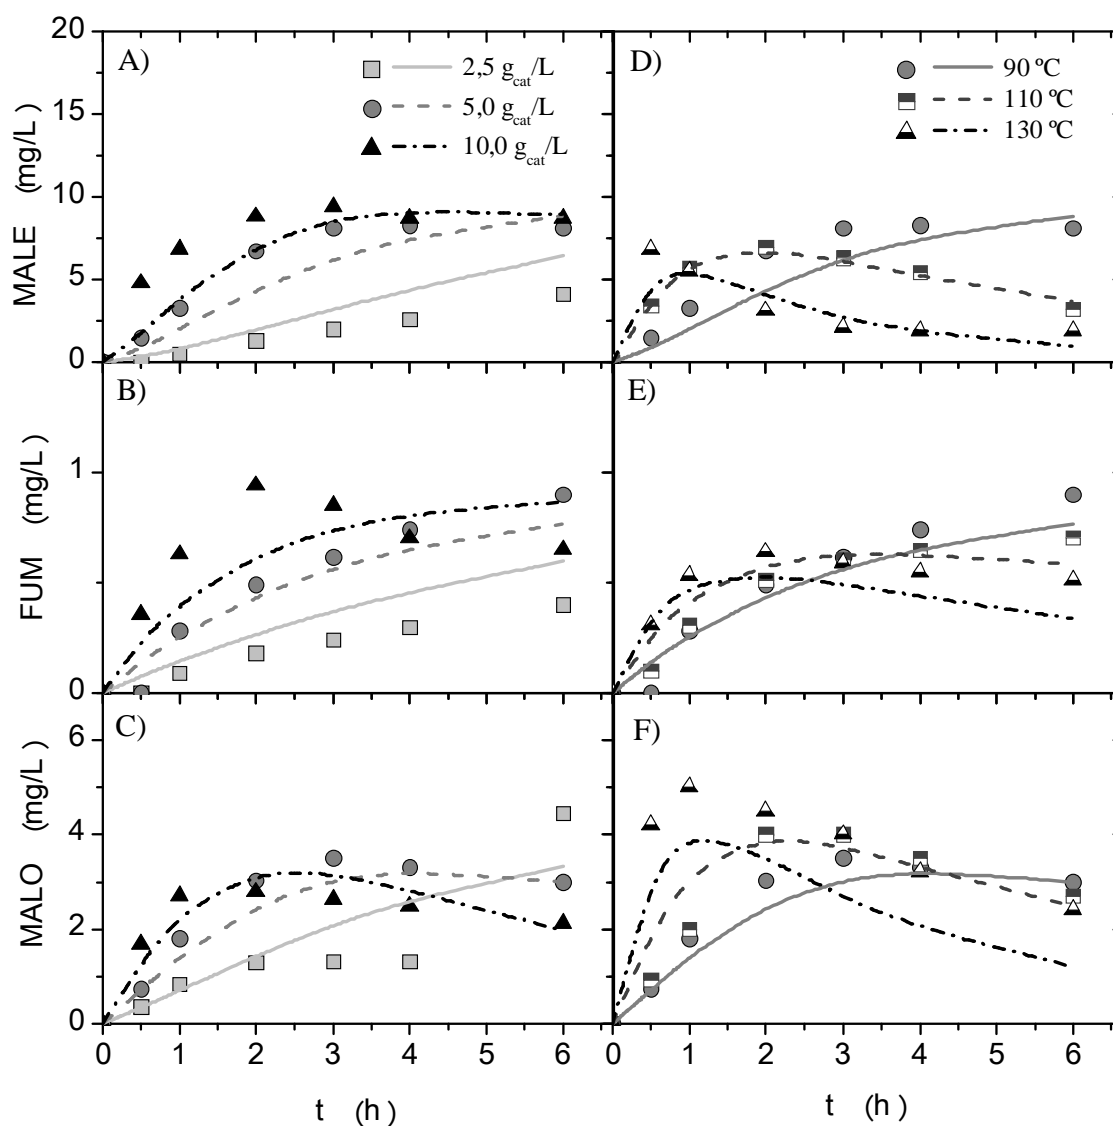 A)
2,5 g_cat/L
5,0 g_cat/L
10,0 g_cat/L
20
15
10
5
0
MALE (mg/L)
D)
90 ºC
110 ºC
130 ºC
B)
1
0
FUM (mg/L)
E)
C)
6
4
2
0
MALO (mg/L)
F)
0 1 2 3 4 5 6
t (h)
0 1 2 3 4 5 6
t (h)